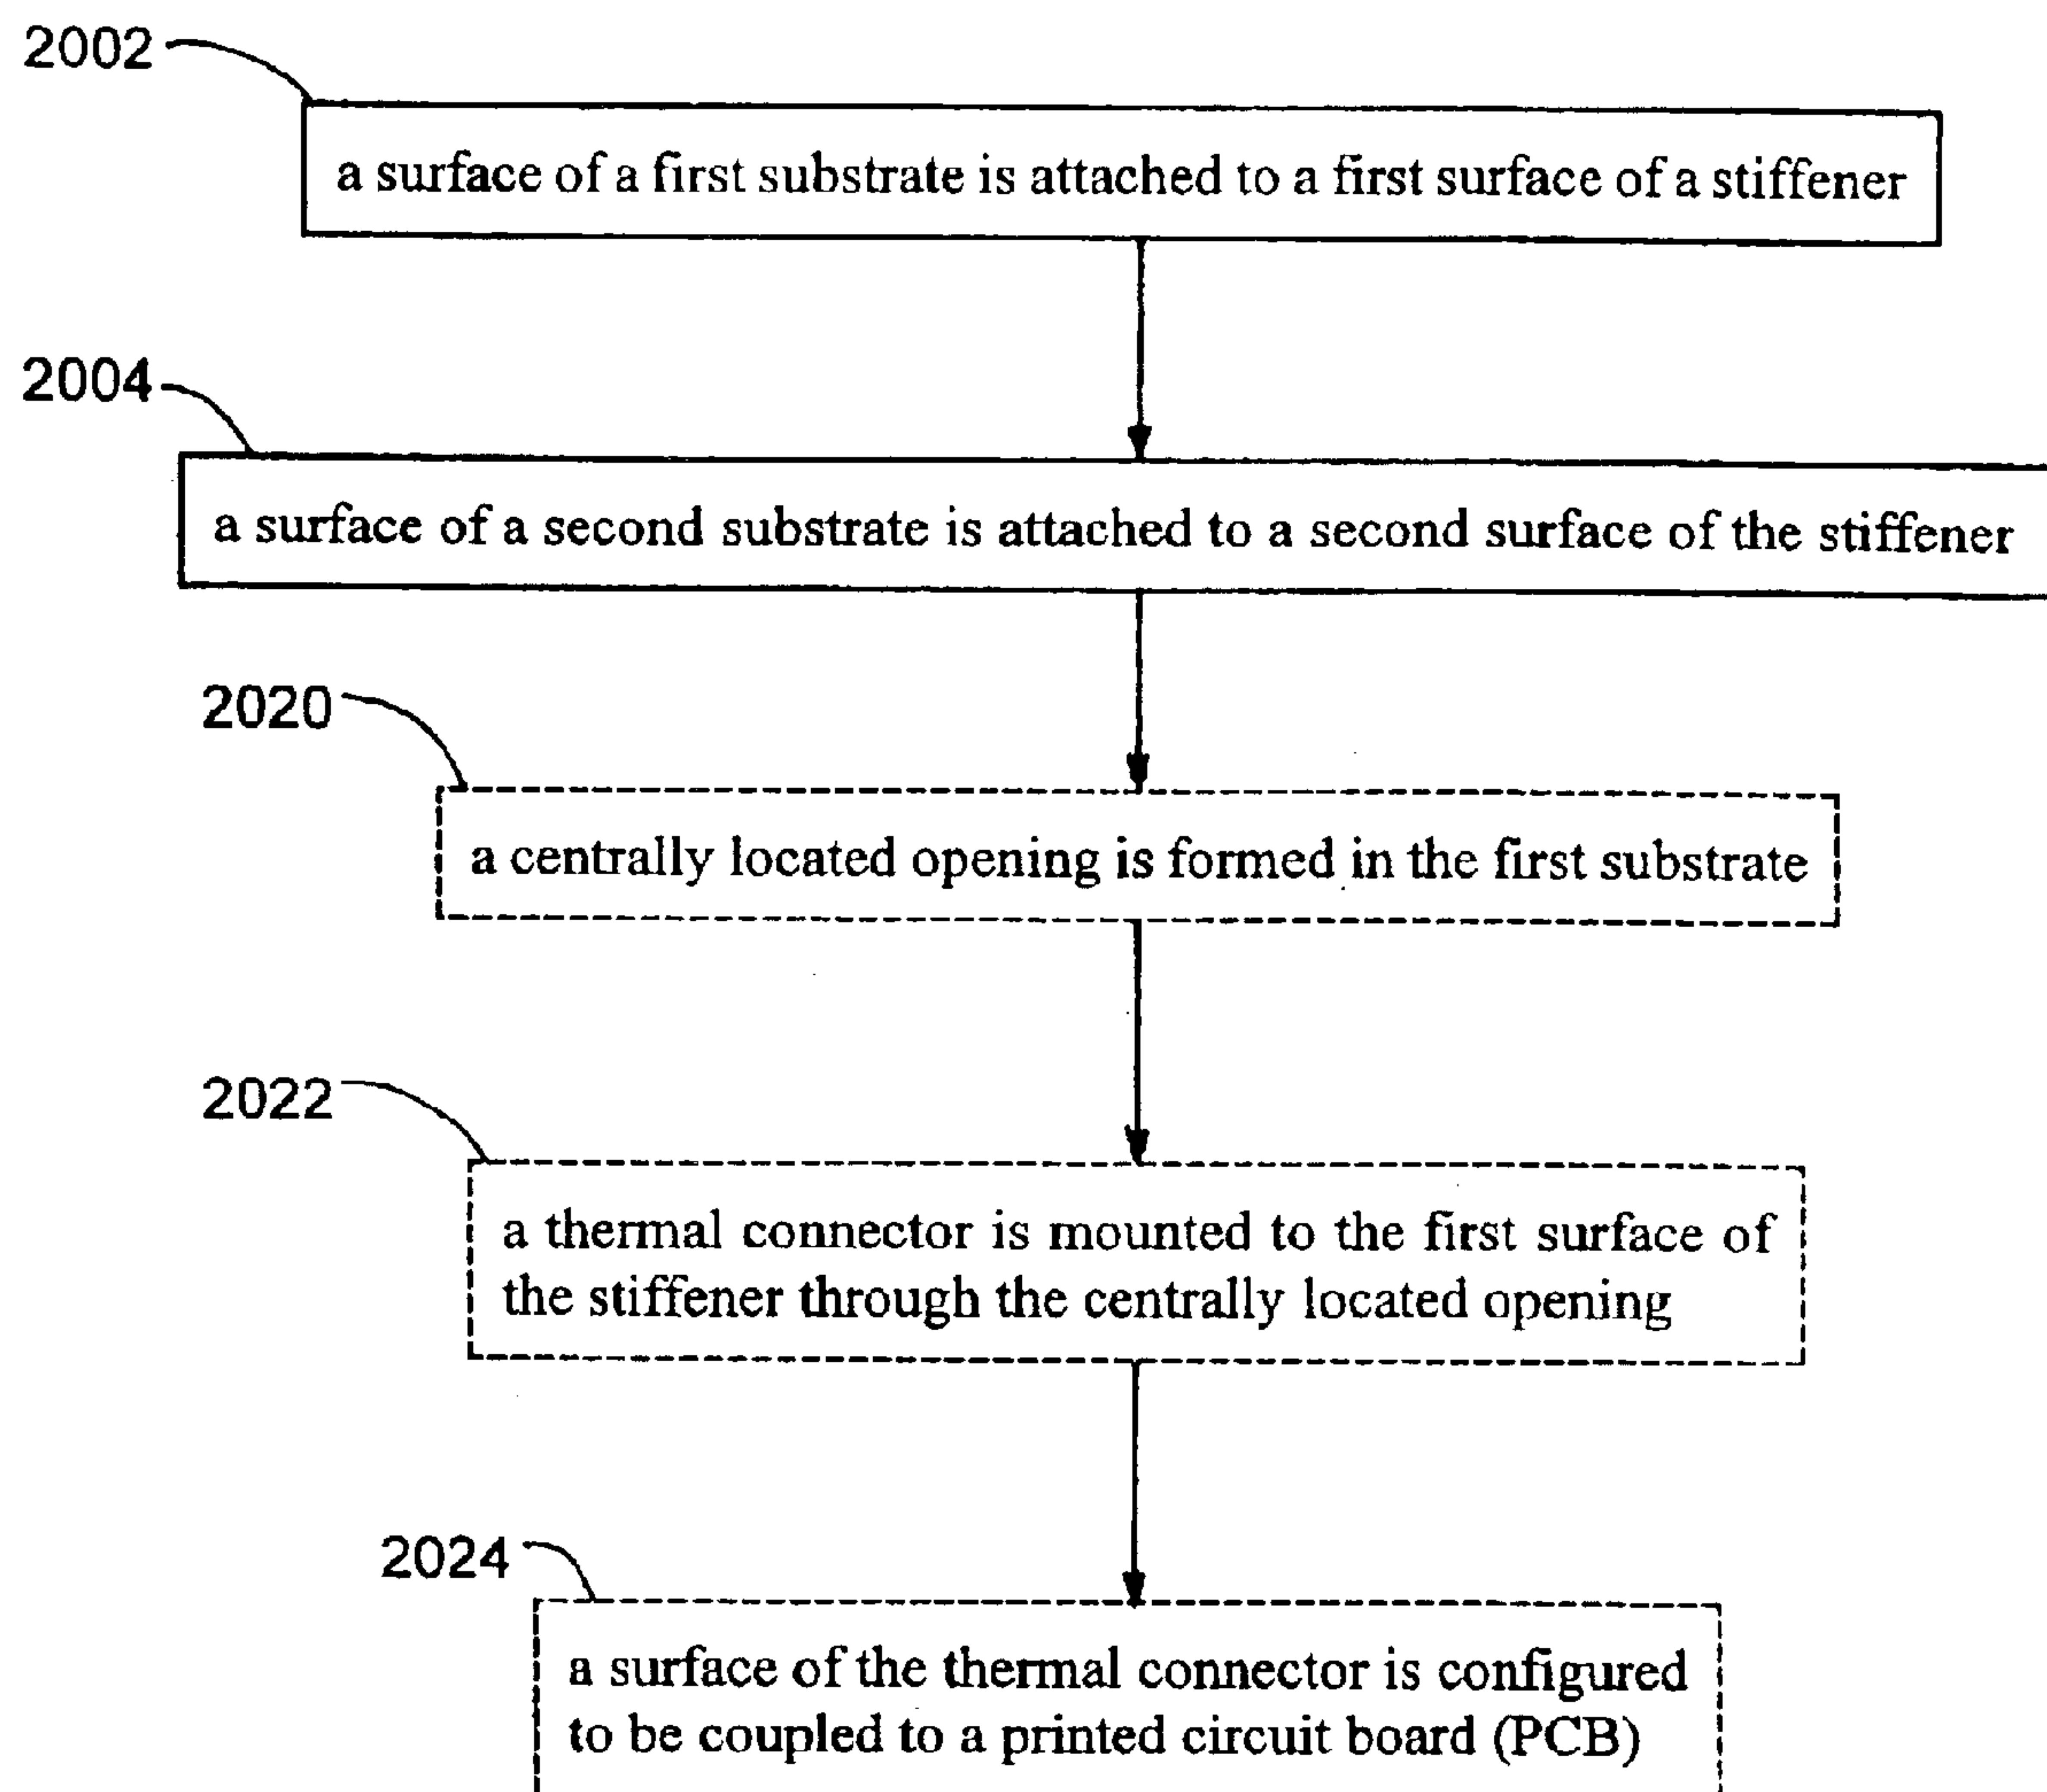 2002
a surface of a first substrate is attached to a first surface of a stiffener
2004
a surface of a second substrate is attached to a second surface of the stiffener
2020
a centrally located opening is formed in the first substrate
2022
a thermal connector is mounted to the first surface of
the stiffener through the centrally located opening
2024
a surface of the thermal connector is configured
to be coupled to a printed circuit board (PCB)